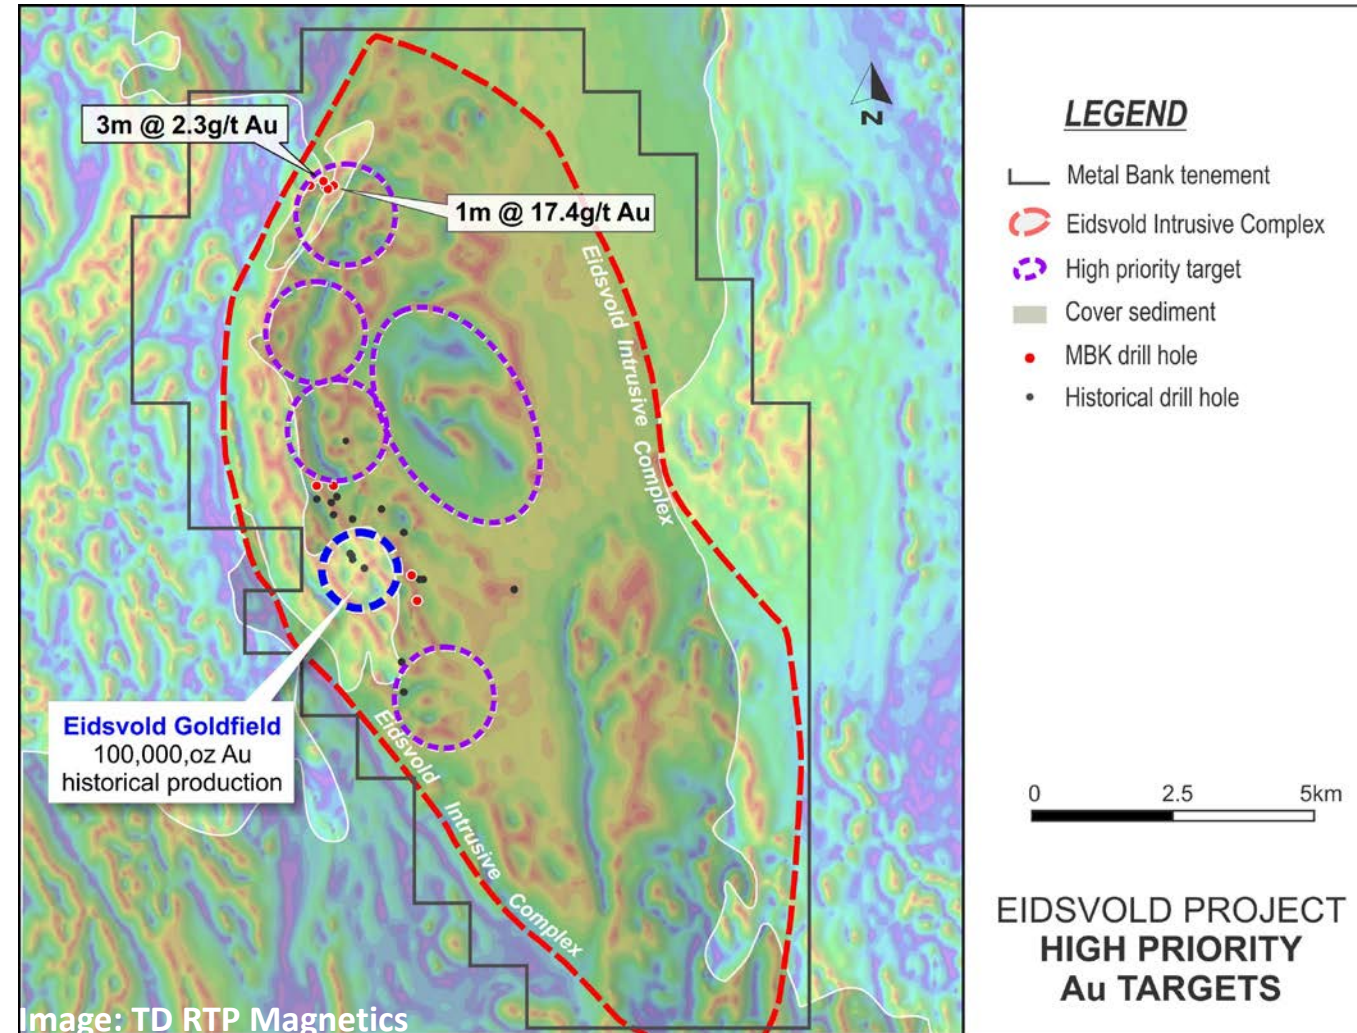 3m @ 2.3g/t Au
1m @ 17.4g/t Au
Eidsvold Intrusive Complex
Eidsvold Goldfield
100,000,oz Au
historical production
Eidsvold Intrusive Complex
Image: TD RTP Magnetics
N
LEGEND
Metal Bank tenement
Eidsvold Intrusive Complex
High priority target
Cover sediment
MBK drill hole
Historical drill hole
0 2.5 5km
EIDSVOLD PROJECT
HIGH PRIORITY
Au TARGETS